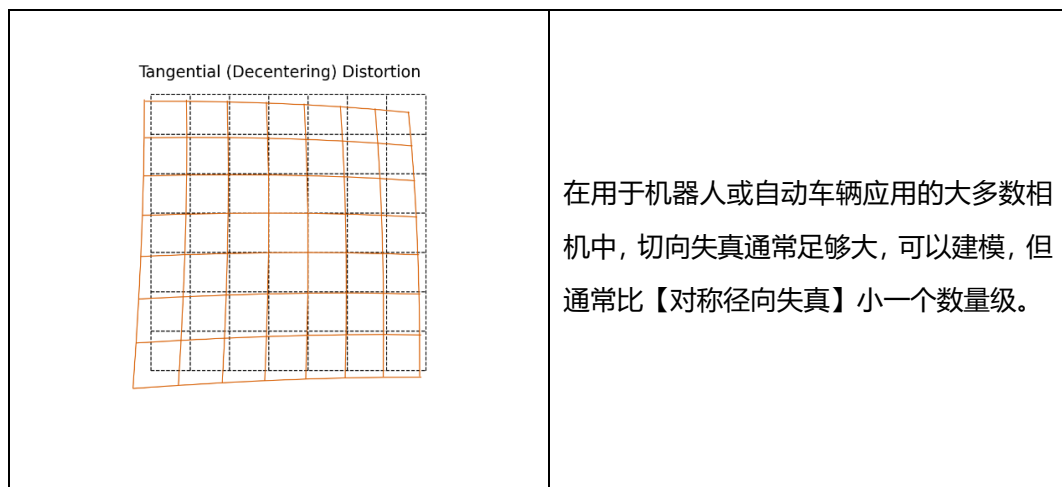 Tangential (Decentering) Distortion
在用于机器人或自动车辆应用的大多数相
机中，切向失真通常足够大，可以建模，但
通常比【对称径向失真】小一个数量级。